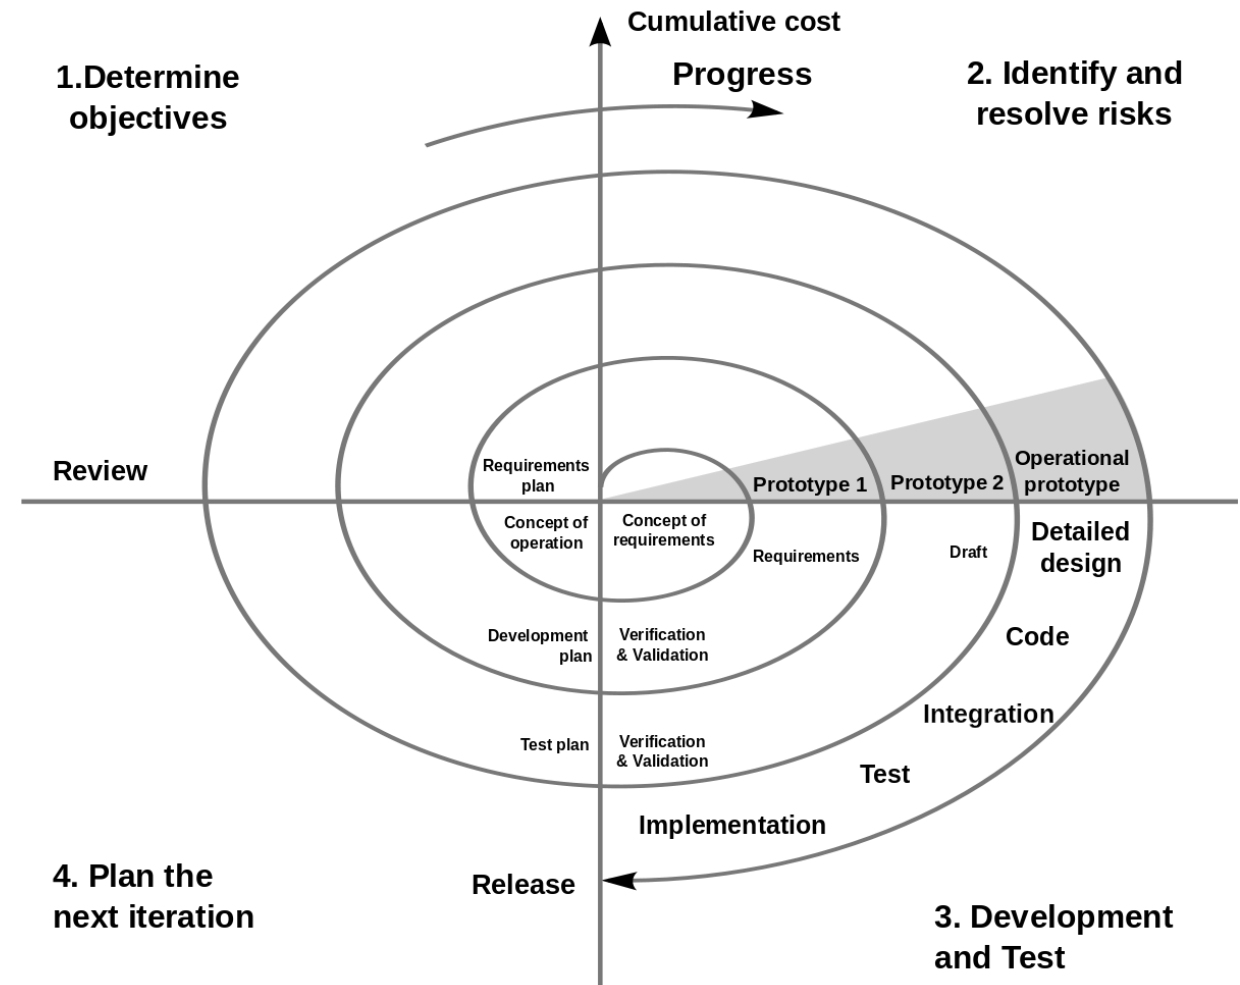 Cumulative cost
Progress
1.Determine
objectives
2. Identify and
resolve risks
Review
Requirements
plan
Prototype 1
Prototype 2
Operational
prototype
Concept of
operation
Concept of
requirements
Requirements
Draft
Detailed
design
Development
plan
Verification
& Validation
Code
Integration
Test plan
Verification
& Validation
Test
Implementation
Release
4. Plan the
next iteration
3. Development
and Test